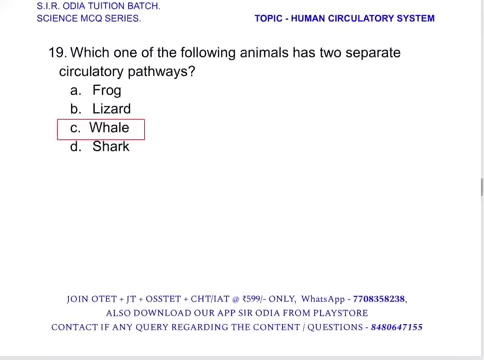 S.I.R. ODIA TUITION BATCH.
SCIENCE MCQ SERIES. TOPIC - HUMAN CIRCULATORY SYSTEM
19. Which one of the following animals has two separate
circulatory pathways?
a. Frog
b. Lizard
c. Whale
d. Shark
JOIN OTET + JT + OSSTET + CHT/IAT @ ₹599/- ONLY, WhatsApp - 7708358238,
ALSO DOWNLOAD OUR APP SIR ODIA FROM PLAYSTORE
CONTACT IF ANY QUERY REGARDING THE CONTENT / QUESTIONS - 8480647155